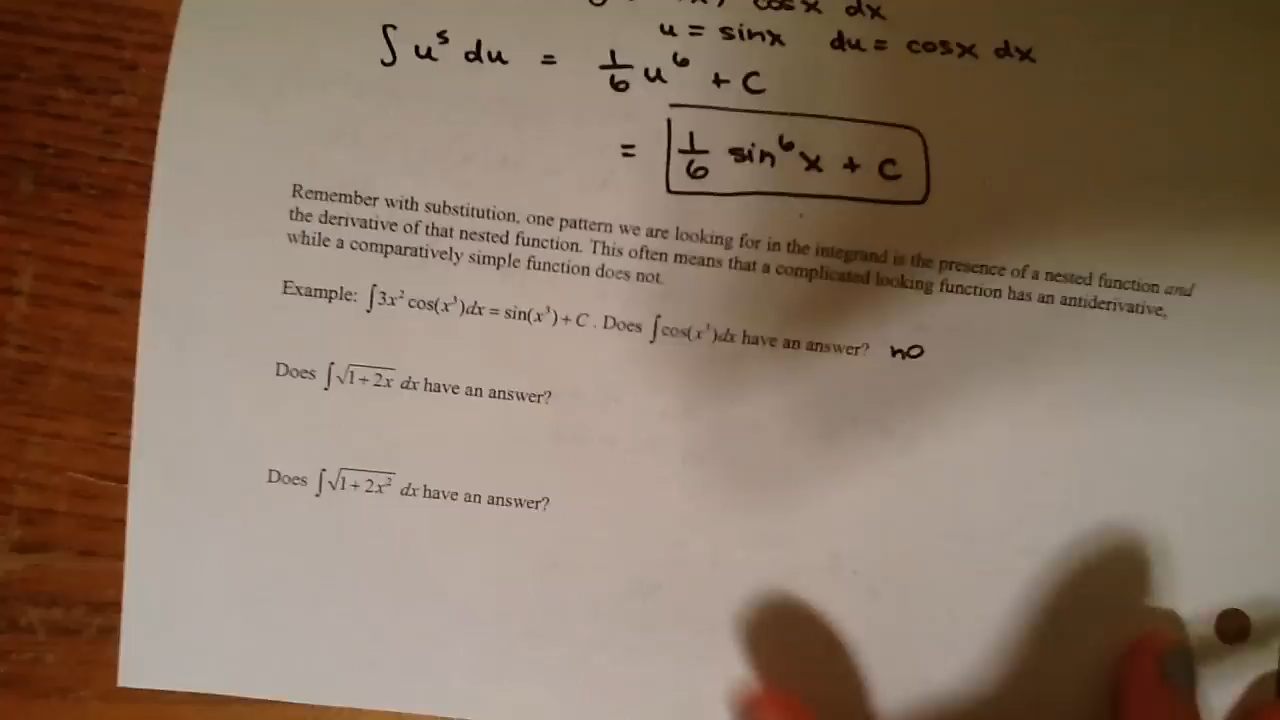 cos x dx
u = sinx du = cosx dx
∫ u⁵ du = 1/6 u⁶ + C
= 1/6 sin⁶ x + C
Remember with substitution, one pattern we are looking for in the integrand is the presence of a nested function and
the derivative of that nested function. This often means that a complicated looking function has an antiderivative,
while a comparatively simple function does not.
Example: ∫3x² cos(x³)dx = sin(x³) + C . Does ∫cos(x³)dx have an answer? no
Does ∫√(1+2x) dx have an answer?
Does ∫√(1+2x²) dx have an answer?